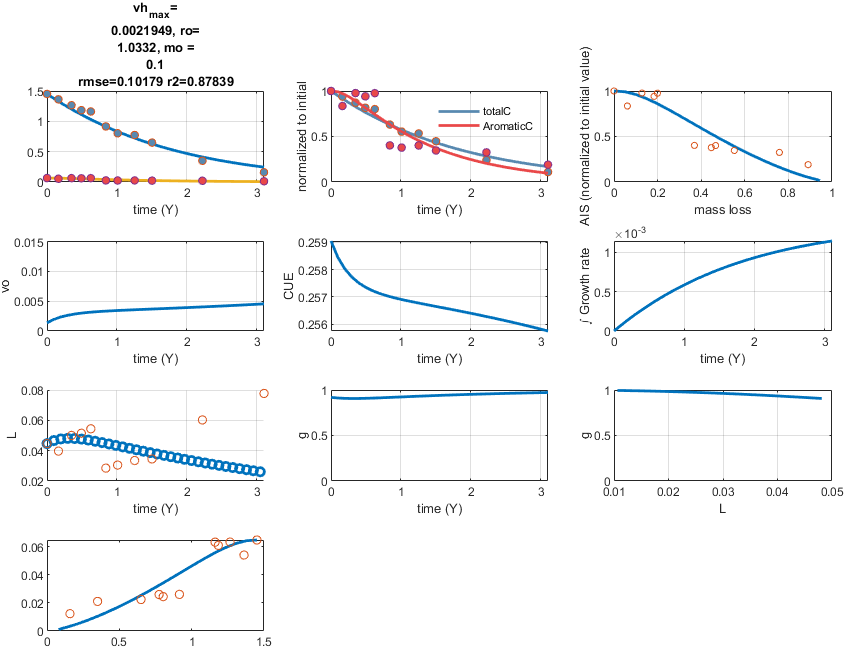 vh_max=
0.0021949, ro=
1.0332, mo =
0.1
rmse=0.10179 r2=0.87839
1.5
1
0.5
0
0 1 2 3
time (Y)
normalized to initial
1
0.5
0
totalC
AromaticC
0 1 2 3
time (Y)
AIS (normalized to initial value)
1
0.5
0
0 0.2 0.4 0.6 0.8 1
mass loss
vo
0.015
0.01
0.005
0
0 1 2 3
time (Y)
CUE
0.259
0.258
0.257
0.256
0 1 2 3
time (Y)
∫ Growth rate
×10^-3
1
0.5
0
0 1 2 3
time (Y)
L
0.08
0.06
0.04
0.02
0 1 2 3
time (Y)
g
1
0.5
0
0 1 2 3
time (Y)
g
1
0.5
0
0.01 0.02 0.03 0.04 0.05
L
0.06
0.04
0.02
0
0 0.5 1 1.5